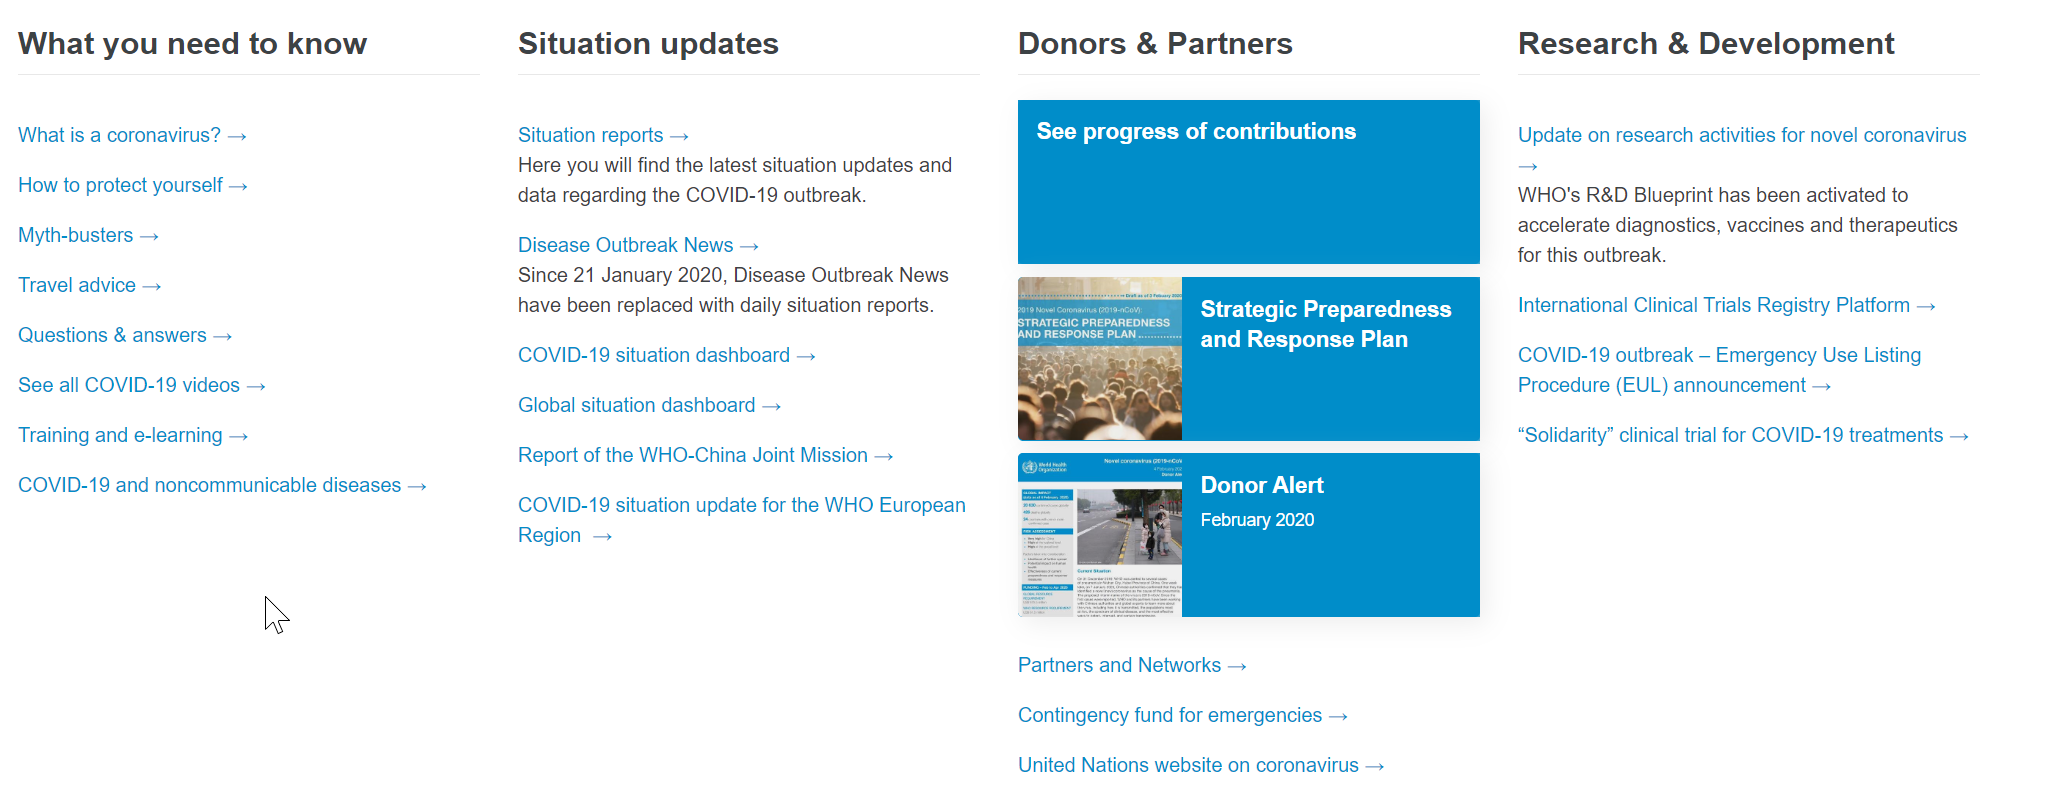 What you need to know
What is a coronavirus? →
How to protect yourself →
Myth-busters →
Travel advice →
Questions & answers →
See all COVID-19 videos →
Training and e-learning →
COVID-19 and noncommunicable diseases →
Situation updates
Situation reports →
Here you will find the latest situation updates and
data regarding the COVID-19 outbreak.
Disease Outbreak News →
Since 21 January 2020, Disease Outbreak News
have been replaced with daily situation reports.
COVID-19 situation dashboard →
Global situation dashboard →
Report of the WHO-China Joint Mission →
COVID-19 situation update for the WHO European
Region →
Donors & Partners
See progress of contributions
2019 Novel Coronavirus (2019-nCoV):
STRATEGIC PREPAREDNESS
AND RESPONSE PLAN
Strategic Preparedness
and Response Plan
World Health
Organization
Novel coronavirus (2019-nCoV
Donor Alert
February 2020
Current Situation
Partners and Networks →
Contingency fund for emergencies →
United Nations website on coronavirus →
Research & Development
Update on research activities for novel coronavirus
→
WHO's R&D Blueprint has been activated to
accelerate diagnostics, vaccines and therapeutics
for this outbreak.
International Clinical Trials Registry Platform →
COVID-19 outbreak – Emergency Use Listing
Procedure (EUL) announcement →
“Solidarity” clinical trial for COVID-19 treatments →